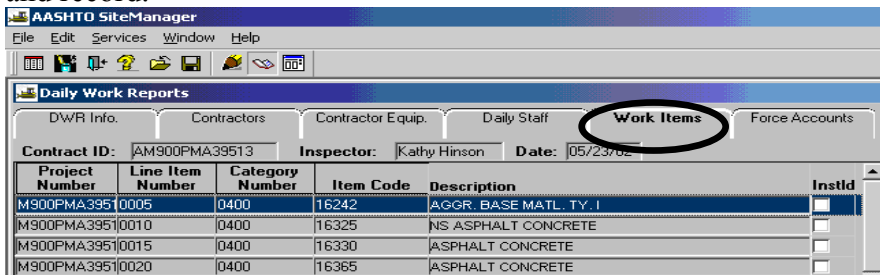 and record.
AASHTO SiteManager
File Edit Services Window Help
Daily Work Reports
DWR Info. Contractors Contractor Equip. Daily Staff Work Items Force Accounts
Contract ID: AM900PMA39513 Inspector: Kathy Hinson Date: 05/23/02
Project Number Line Item Number Category Number Item Code Description Instld
M900PMA3951 0005 0400 16242 AGGR. BASE MATL. TY. I
M900PMA3951 0010 0400 16325 NS ASPHALT CONCRETE
M900PMA3951 0015 0400 16330 ASPHALT CONCRETE
M900PMA3951 0020 0400 16365 ASPHALT CONCRETE